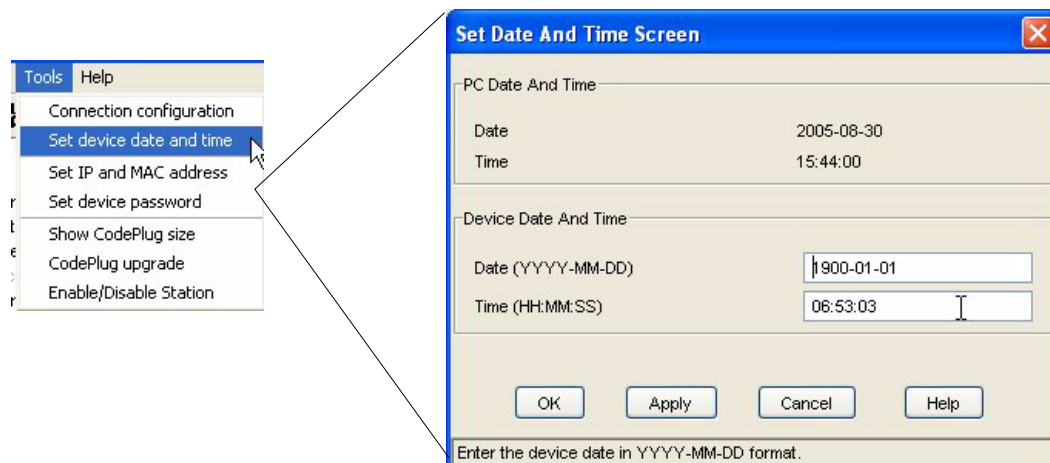 Tools Help
Connection configuration
Set device date and time
Set IP and MAC address
Set device password
Show CodePlug size
CodePlug upgrade
Enable/Disable Station
Set Date And Time Screen
PC Date And Time
Date 2005-08-30
Time 15:44:00
Device Date And Time
Date (YYYY-MM-DD) 1900-01-01
Time (HH:MM:SS) 06:53:03
OK Apply Cancel Help
Enter the device date in YYYY-MM-DD format.